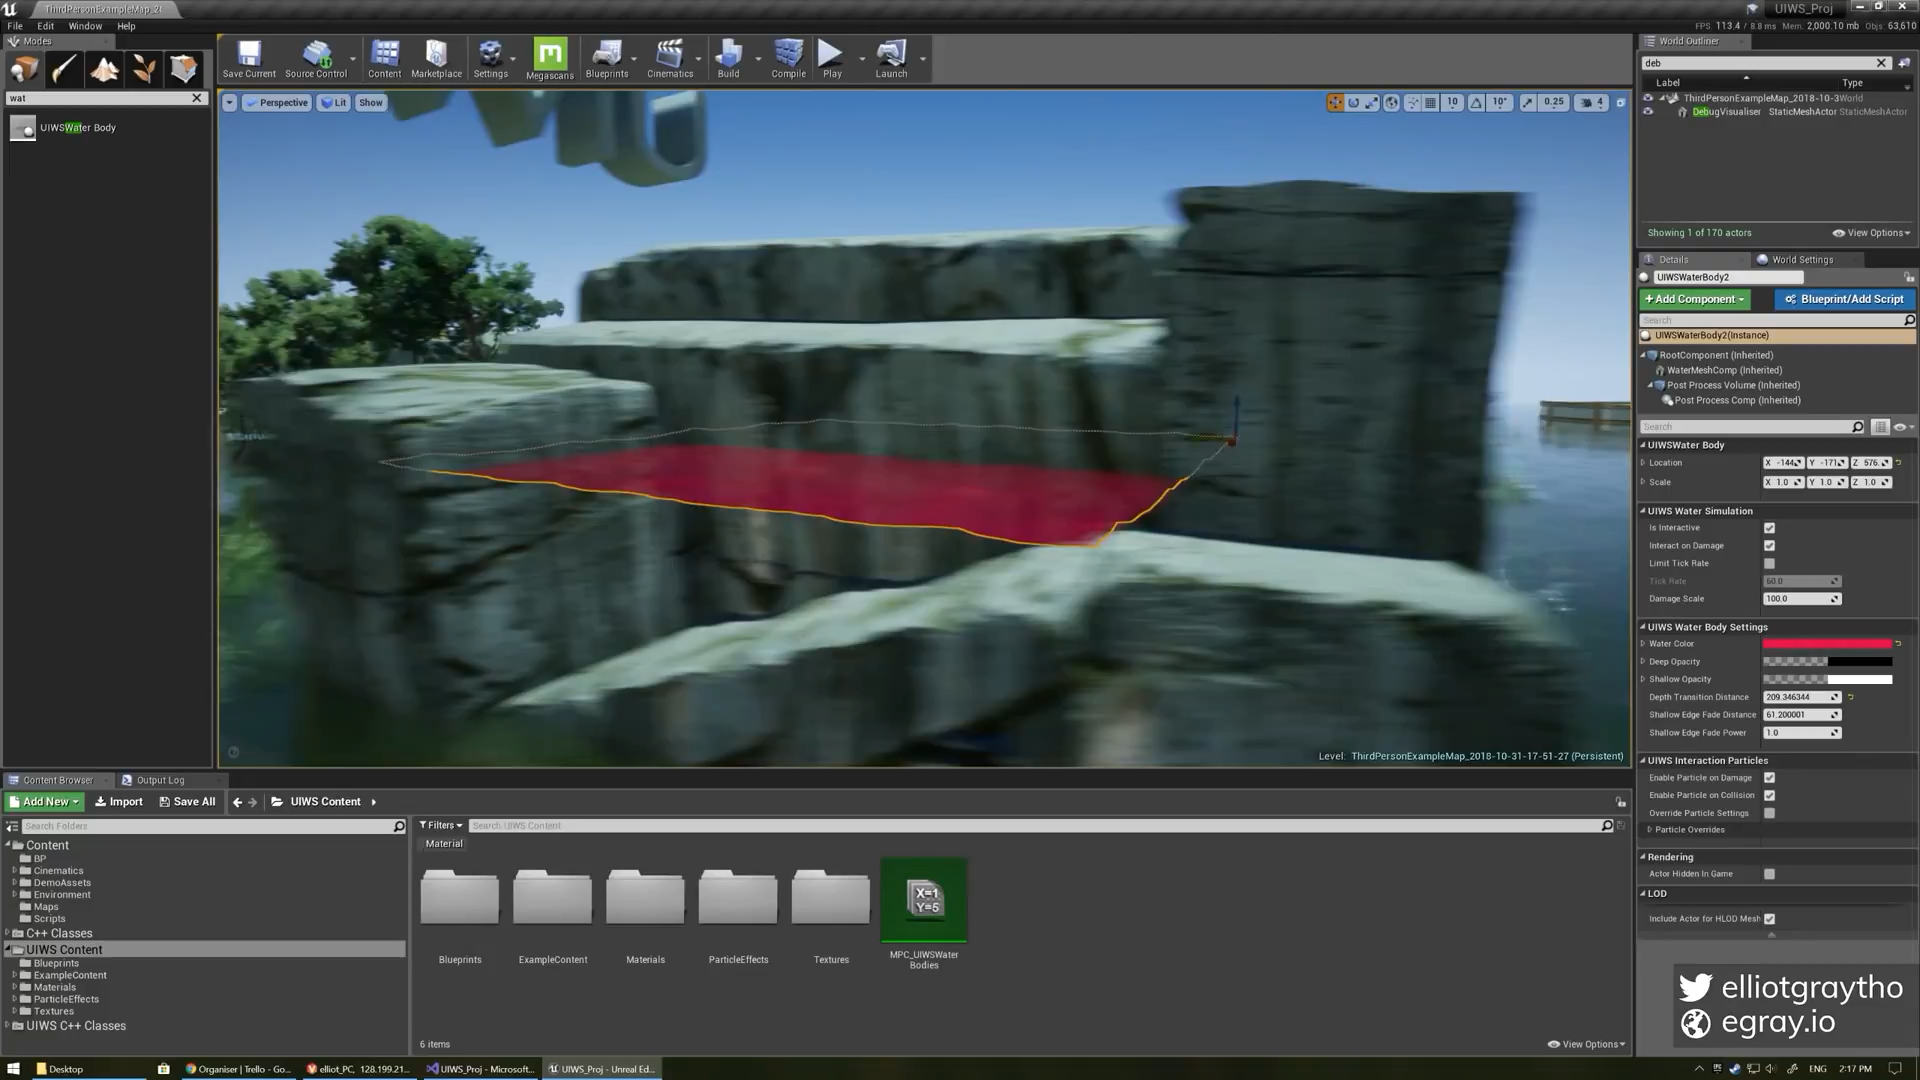 ThirdPersonExampleMap_2(
UIWS_Proj
File Edit Window Help
FPS: 113.4 / 8.8 ms Mem: 2,000.10 mb Objs: 63,610
Modes
Save Current
Source Control
Content
Marketplace
Settings
Megascans
Blueprints
Cinematics
Build
Compile
Play
Launch
wat
UIWSWater Body
Perspective
Lit
Show
10
10°
0.25
4
World Outliner
deb
Label Type
ThirdPersonExampleMap_2018-10-3World
DebugVisualiser StaticMeshActor StaticMeshActor
Showing 1 of 170 actors
View Options
Details
World Settings
UIWSWaterBody2
+Add Component
Blueprint/Add Script
Search
UIWSWaterBody2(Instance)
RootComponent (Inherited)
WaterMeshComp (Inherited)
Post Process Volume (Inherited)
Post Process Comp (Inherited)
Search
UIWSWater Body
Location X -144 Y -171 Z 576.
Scale X 1.0 Y 1.0 Z 1.0
UIWS Water Simulation
Is Interactive
Interact on Damage
Limit Tick Rate
Tick Rate 60.0
Damage Scale 100.0
UIWS Water Body Settings
Water Color
Deep Opacity
Shallow Opacity
Depth Transition Distance 209.346344
Shallow Edge Fade Distance 61.200001
Shallow Edge Fade Power 1.0
UIWS Interaction Particles
Enable Particle on Damage
Enable Particle on Collision
Override Particle Settings
Particle Overrides
Rendering
Actor Hidden In Game
LOD
Include Actor for HLOD Mesh
Level: ThirdPersonExampleMap_2018-10-31-17-51-27 (Persistent)
Content Browser
Output Log
Add New
Import
Save All
UIWS Content
Search Folders
Filters
Search UIWS Content
Material
Content
BP
Cinematics
DemoAssets
Environment
Maps
Scripts
C++ Classes
UIWS Content
Blueprints
ExampleContent
Materials
ParticleEffects
Textures
UIWS C++ Classes
Blueprints
ExampleContent
Materials
ParticleEffects
Textures
X=1
Y=5
MPC_UIWSWater
Bodies
6 items
View Options
elliotgraytho
egray.io
Desktop
Organiser | Trello - Go...
elliot_PC, 128.199.21...
UIWS_Proj - Microsoft...
UIWS_Proj - Unreal Ed...
ENG
2:17 PM